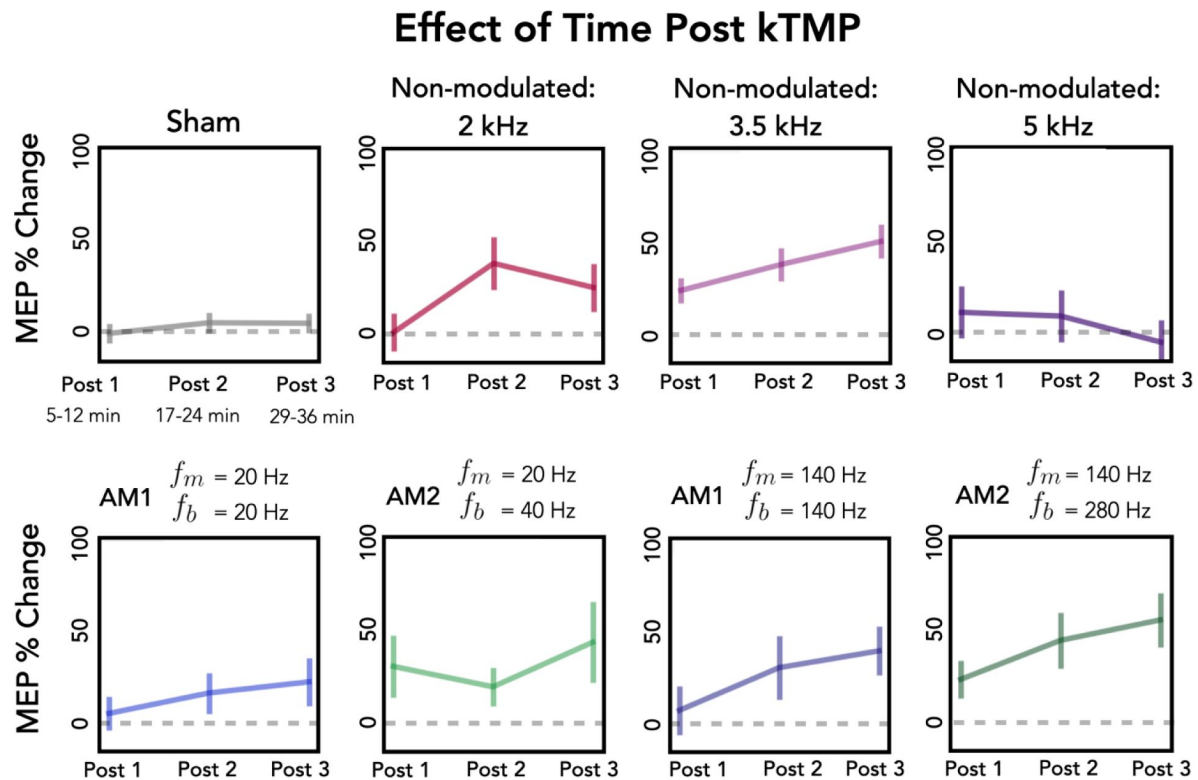 Effect of Time Post kTMP
Sham
Non-modulated:
2 kHz
Non-modulated:
3.5 kHz
Non-modulated:
5 kHz
MEP % Change
100
50
0
100
50
0
100
50
0
100
50
0
Post 1 Post 2 Post 3
5-12 min 17-24 min 29-36 min
Post 1 Post 2 Post 3
Post 1 Post 2 Post 3
Post 1 Post 2 Post 3
AM1 fm = 20 Hz
fb = 20 Hz
AM2 fm = 20 Hz
fb = 40 Hz
AM1 fm = 140 Hz
fb = 140 Hz
AM2 fm = 140 Hz
fb = 280 Hz
MEP % Change
100
50
0
100
50
0
100
50
0
100
50
0
Post 1 Post 2 Post 3
Post 1 Post 2 Post 3
Post 1 Post 2 Post 3
Post 1 Post 2 Post 3